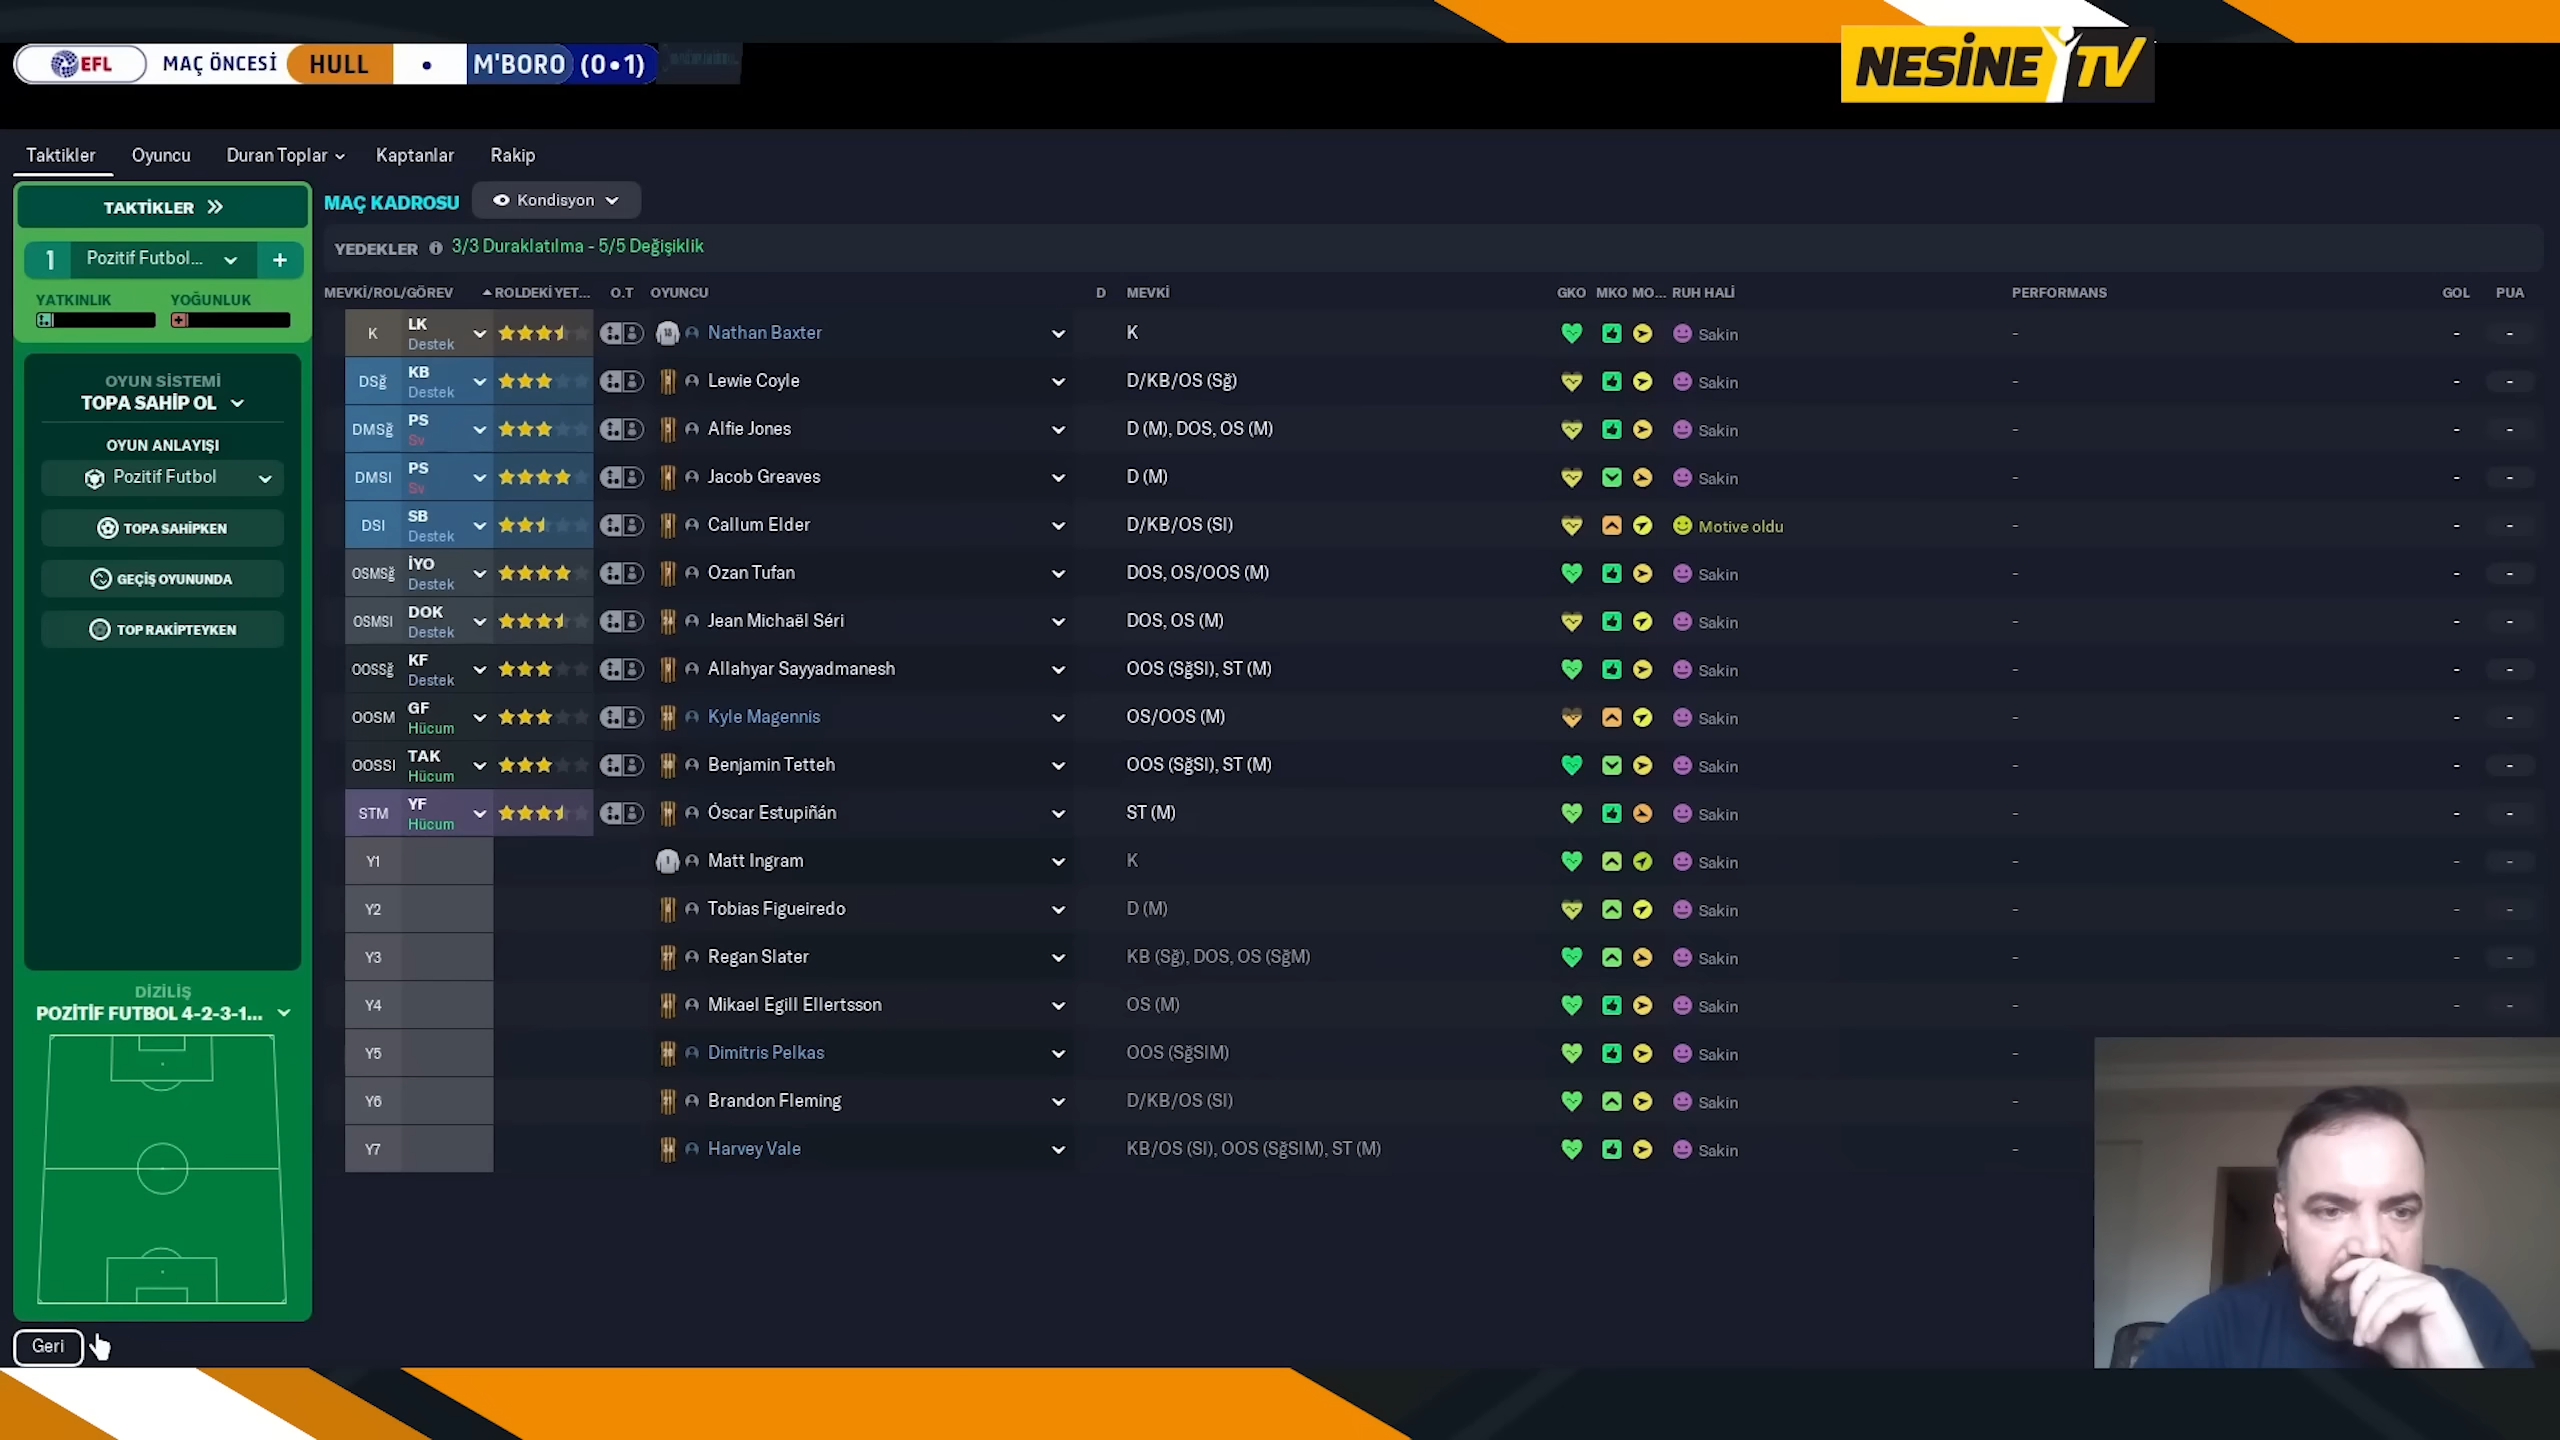 EFL MAÇ ÖNCESİ HULL • M'BORO (0•1)
NESİNE TV
Taktikler Oyuncu Duran Toplar Kaptanlar Rakip
TAKTİKLER
MAÇ KADROSU Kondisyon
YEDEKLER 3/3 Duraklatılma - 5/5 Değişiklik
1 Pozitif Futbol... +
YATKINLIK YOĞUNLUK
OYUN SİSTEMİ
TOPA SAHİP OL
OYUN ANLAYIŞI
Pozitif Futbol
TOPA SAHİPKEN
GEÇİŞ OYUNUNDA
TOP RAKİPTEYKEN
DİZİLİŞ
POZİTİF FUTBOL 4-2-3-1...
Geri
MEVKİ/ROL/GÖREV ROLDEKİ YET... O.T OYUNCU D MEVKİ GKO MKO MO... RUH HALİ PERFORMANS GOL PUA
K LK Destek Nathan Baxter K Sakin - - -
DSğ KB Destek Lewie Coyle D/KB/OS (Sğ) Sakin - - -
DMSğ PS Sv Alfie Jones D (M), DOS, OS (M) Sakin - - -
DMSl PS Sv Jacob Greaves D (M) Sakin - - -
DSl SB Destek Callum Elder D/KB/OS (Sl) Motive oldu - - -
OSMSğ İYO Destek Ozan Tufan DOS, OS/OOS (M) Sakin - - -
OSMSl DOK Destek Jean Michaël Séri DOS, OS (M) Sakin - - -
OOSSğ KF Destek Allahyar Sayyadmanesh OOS (SğSl), ST (M) Sakin - - -
OOSM GF Hücum Kyle Magennis OS/OOS (M) Sakin - - -
OOSSl TAK Hücum Benjamin Tetteh OOS (SğSl), ST (M) Sakin - - -
STM YF Hücum Óscar Estupiñán ST (M) Sakin - - -
Y1 Matt Ingram K Sakin - - -
Y2 Tobias Figueiredo D (M) Sakin - - -
Y3 Regan Slater KB (Sğ), DOS, OS (SğM) Sakin - - -
Y4 Mikael Egill Ellertsson OS (M) Sakin - - -
Y5 Dimitris Pelkas OOS (SğSlM) Sakin -
Y6 Brandon Fleming D/KB/OS (Sl) Sakin -
Y7 Harvey Vale KB/OS (Sl), OOS (SğSlM), ST (M) Sakin -